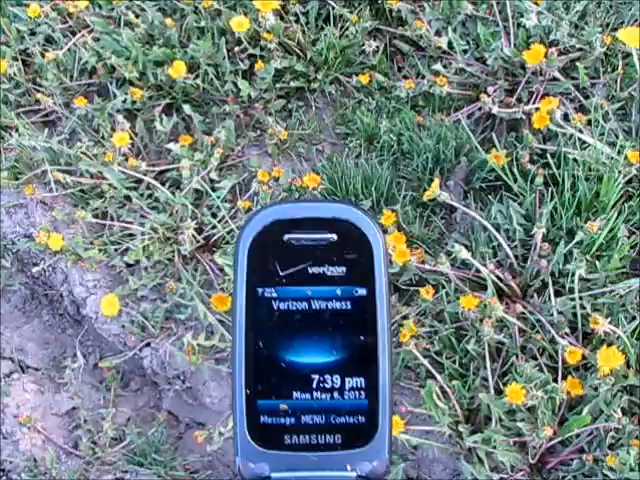 verizon
Verizon Wireless
7:39 pm
Mon May 6, 2013
Message MENU Contacts
SAMSUNG